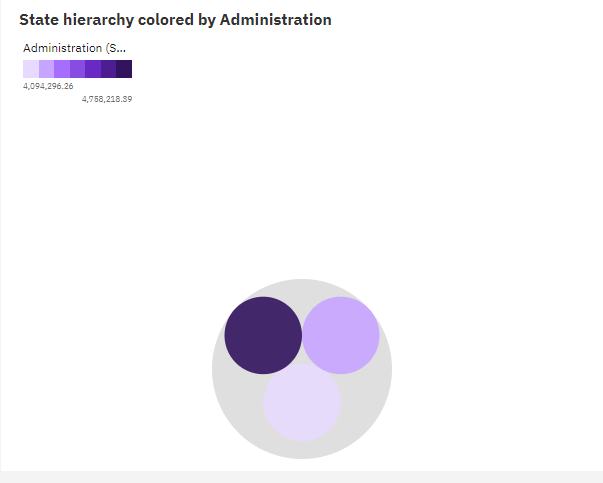 State hierarchy colored by Administration
Administration (S...
4,094,296.26
4,758,218.39